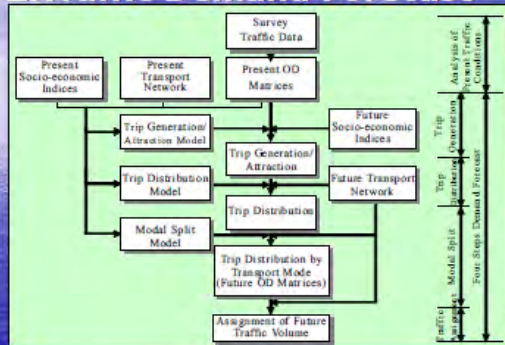 Survey
Traffic Data
Present
Socio-economic
Indices
Present
Transport
Network
Present OD
Matrices
Trip Generation/
Attraction Model
Future
Socio-economic
Indices
Trip Generation/
Attraction
Trip Distribution
Model
Future Transport
Network
Trip Distribution
Modal Split
Model
Trip Distribution by
Transport Mode
(Future OD Matrices)
Assignment of Future
Traffic Volume
Analysis of
Present Traffic
Conditions
Trip
Generation
Trip
Distribution
Modal Split
Traffic
Assignment
Four Steps Demand Forecast